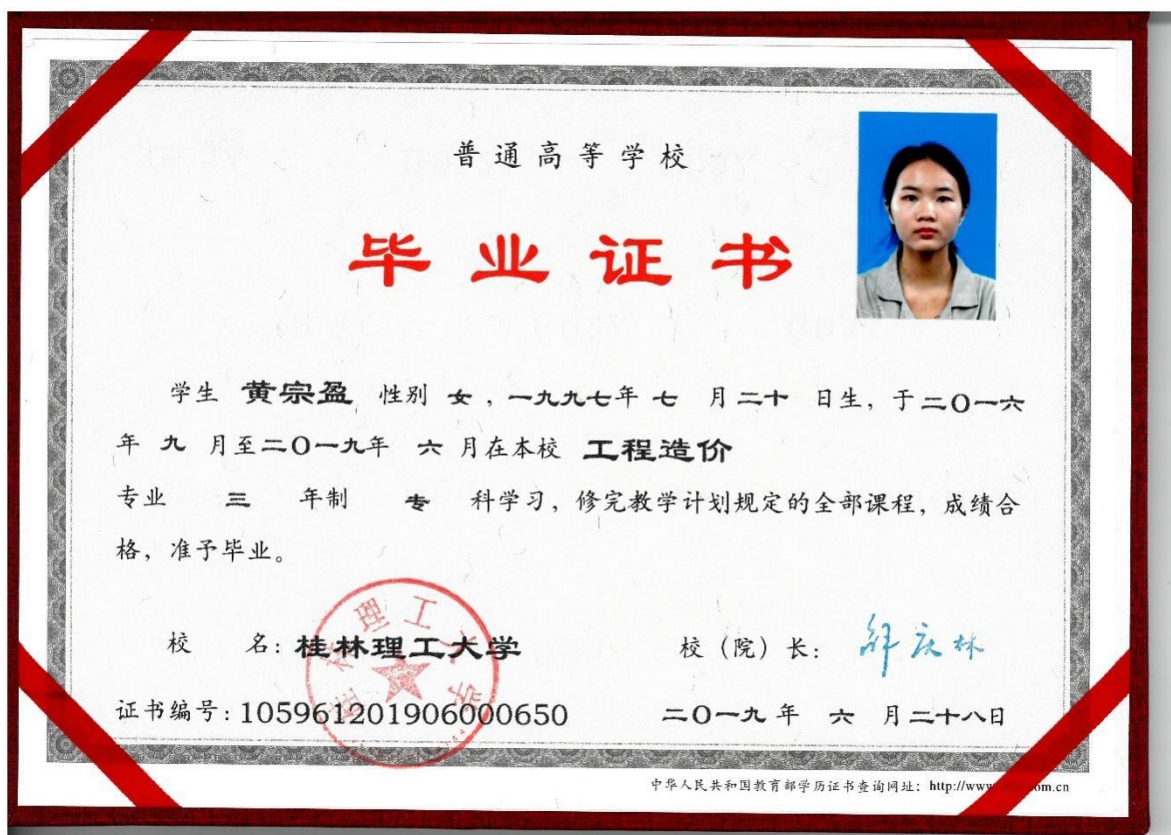 普通高等学校
毕业证书
学生 黄宗盈 性别 女，一九九七年 七 月二十 日生，于二〇一六
年 九 月至二〇一九年 六 月在本校 工程造价
专业 三 年制 专 科学习，修完教学计划规定的全部课程，成绩合
格，准予毕业。
桂林理工大学
校 名：桂林理工大学 校（院）长：
证书编号：105961201906000650 二〇一九 年 六 月二十八日
中华人民共和国教育部学历证书查询网址：http://www om.cn